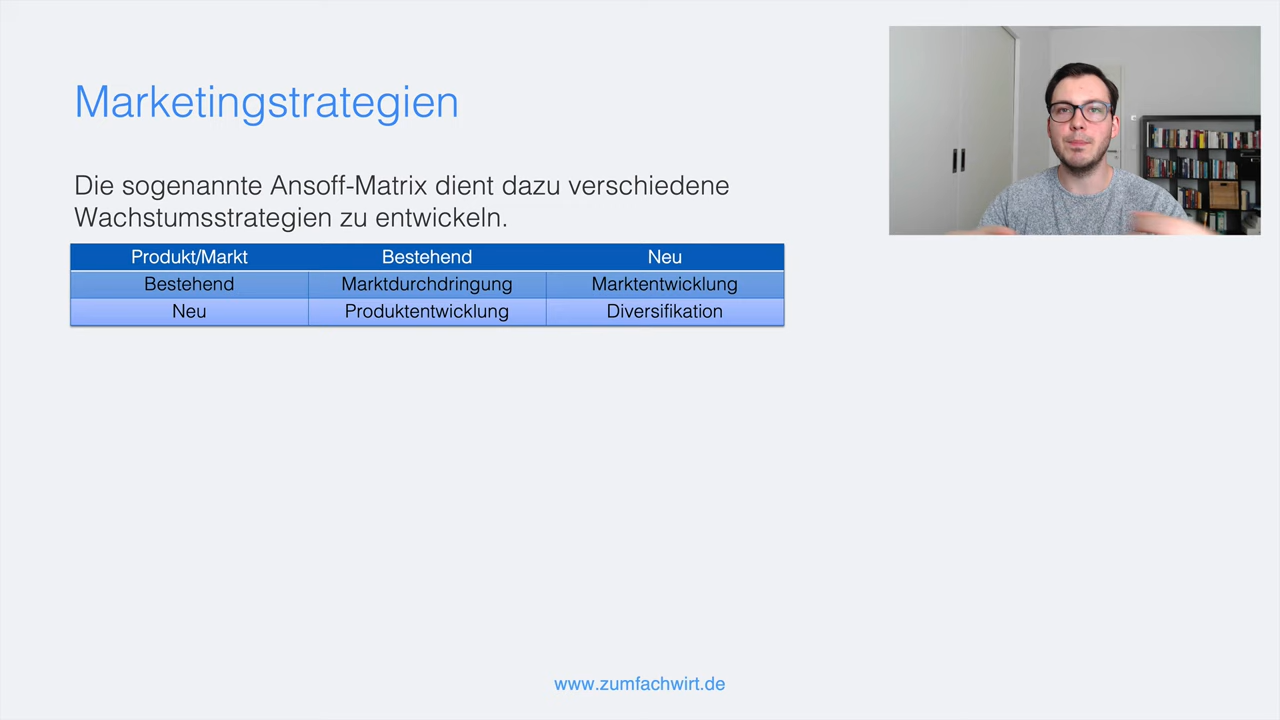 Marketingstrategien
Die sogenannte Ansoff-Matrix dient dazu verschiedene
Wachstumsstrategien zu entwickeln.
Produkt/Markt Bestehend Neu
Bestehend Marktdurchdringung Marktentwicklung
Neu Produktentwicklung Diversifikation
www.zumfachwirt.de